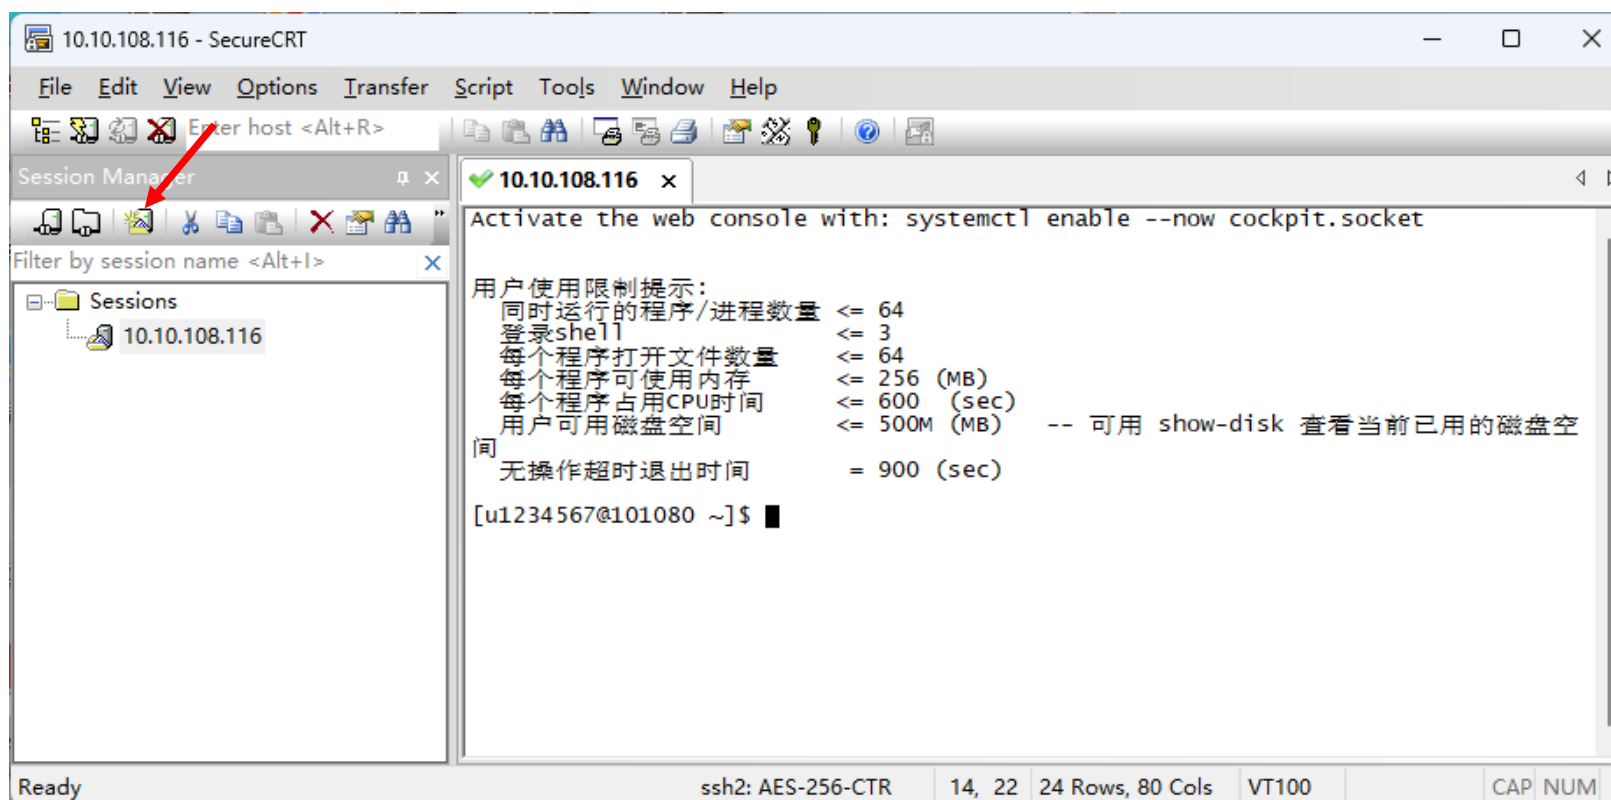 10.10.108.116 - SecureCRT
File Edit View Options Transfer Script Tools Window Help
Enter host <Alt+R>
Session Manager
10.10.108.116
Filter by session name <Alt+I>
Sessions
10.10.108.116
Activate the web console with: systemctl enable --now cockpit.socket
用户使用限制提示:
同时运行的程序/进程数量 <= 64
登录shell <= 3
每个程序打开文件数量 <= 64
每个程序可使用内存 <= 256 (MB)
每个程序占用CPU时间 <= 600 (sec)
用户可用磁盘空间 <= 500M (MB) -- 可用 show-disk 查看当前已用的磁盘空
间
无操作超时退出时间 = 900 (sec)
[u1234567@101080 ~]$
Ready ssh2: AES-256-CTR 14, 22 24 Rows, 80 Cols VT100 CAP NUM